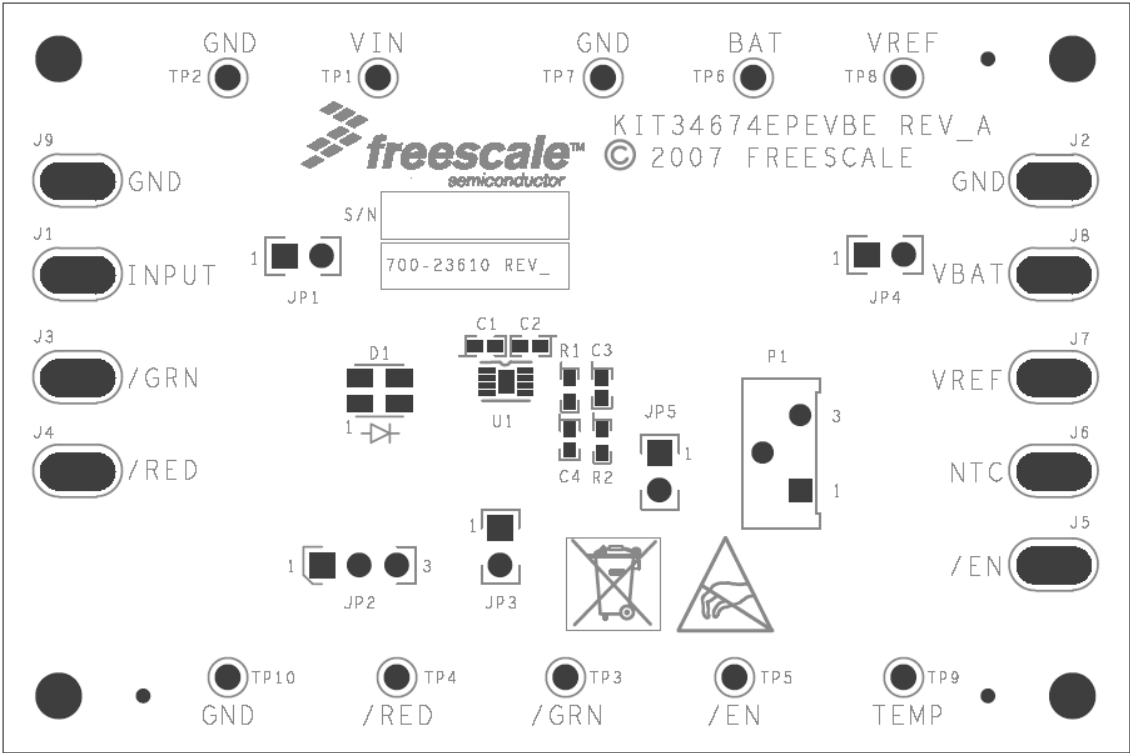 GND VIN GND BAT VREF
TP2 TP1 TP7 TP6 TP8
freescale™
semiconductor
KIT34674EPEVBE REV_A
© 2007 FREESCALE
J9 J2
GND GND
S/N
J1 J8
INPUT VBAT
1 JP1
700-23610 REV_
1 JP4
C1 C2
J3 J7
/GRN VREF
D1
1
U1
R1 C3
C4 R2
JP5
1
P1
3
1
J4 J6
/RED NTC
J5
/EN
1 3
JP2
1
JP3
TP10 TP4 TP3 TP5 TP9
GND /RED /GRN /EN TEMP